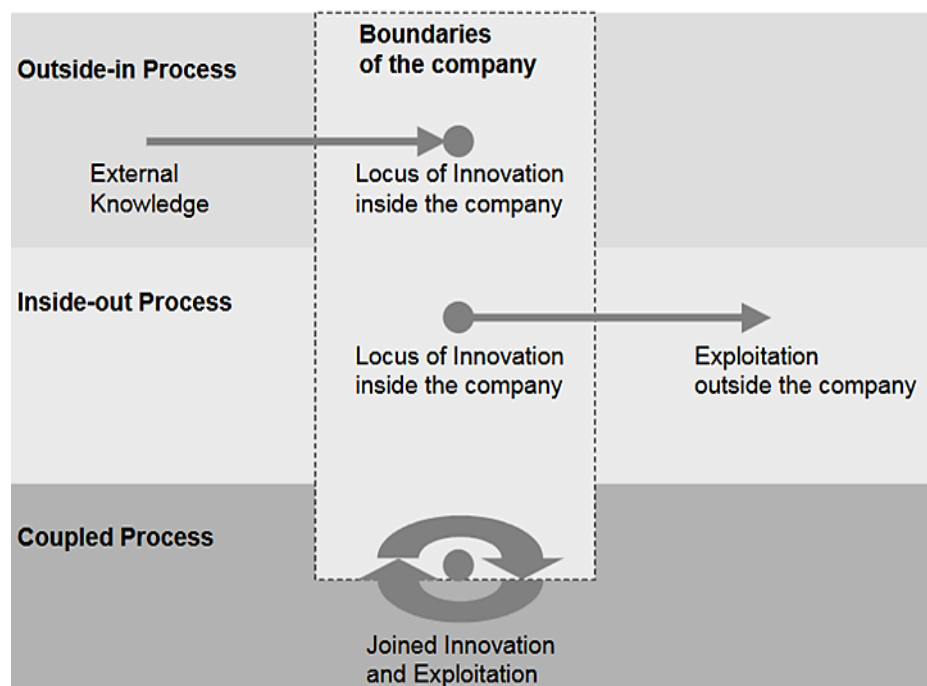 Boundaries
of the company
Outside-in Process
External
Knowledge
Locus of Innovation
inside the company
Inside-out Process
Locus of Innovation
inside the company
Exploitation
outside the company
Coupled Process
Joined Innovation
and Exploitation